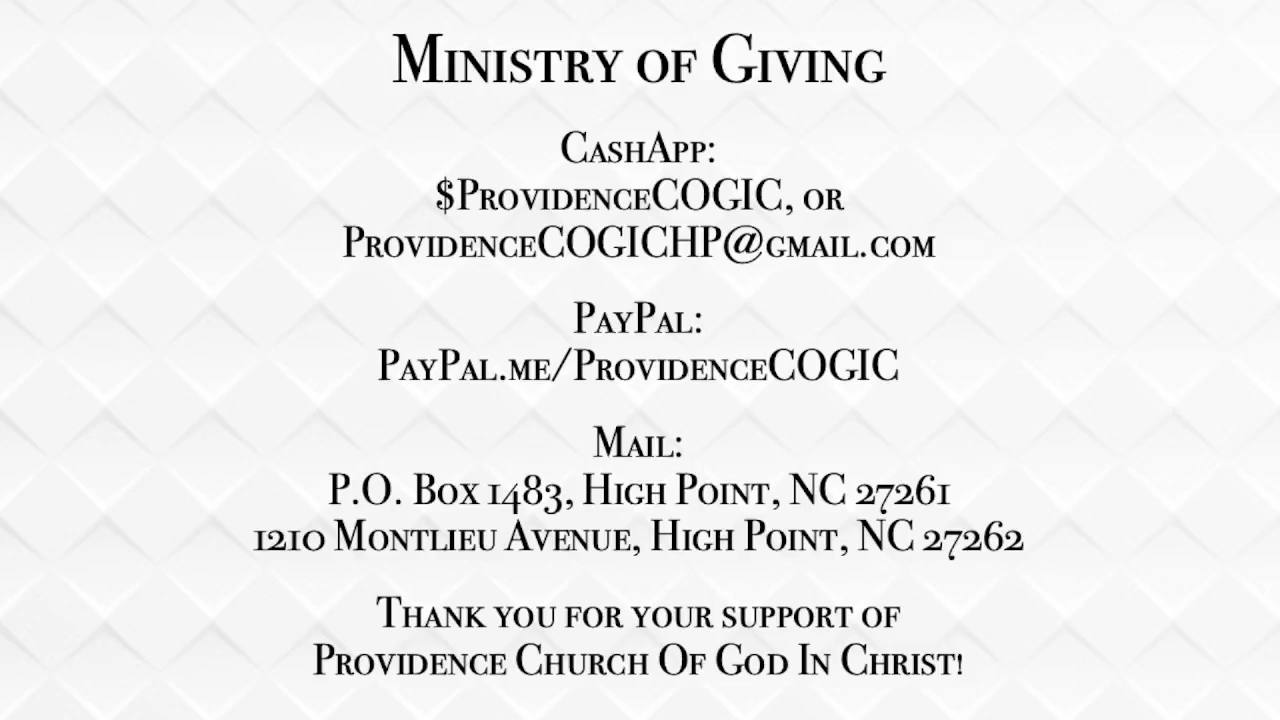 Ministry of Giving
CashApp:
$ProvidenceCOGIC, or
ProvidenceCOGICHP@gmail.com
PayPal:
PayPal.me/ProvidenceCOGIC
Mail:
P.O. Box 1483, High Point, NC 27261
1210 Montlieu Avenue, High Point, NC 27262
Thank you for your support of
Providence Church Of God In Christ!